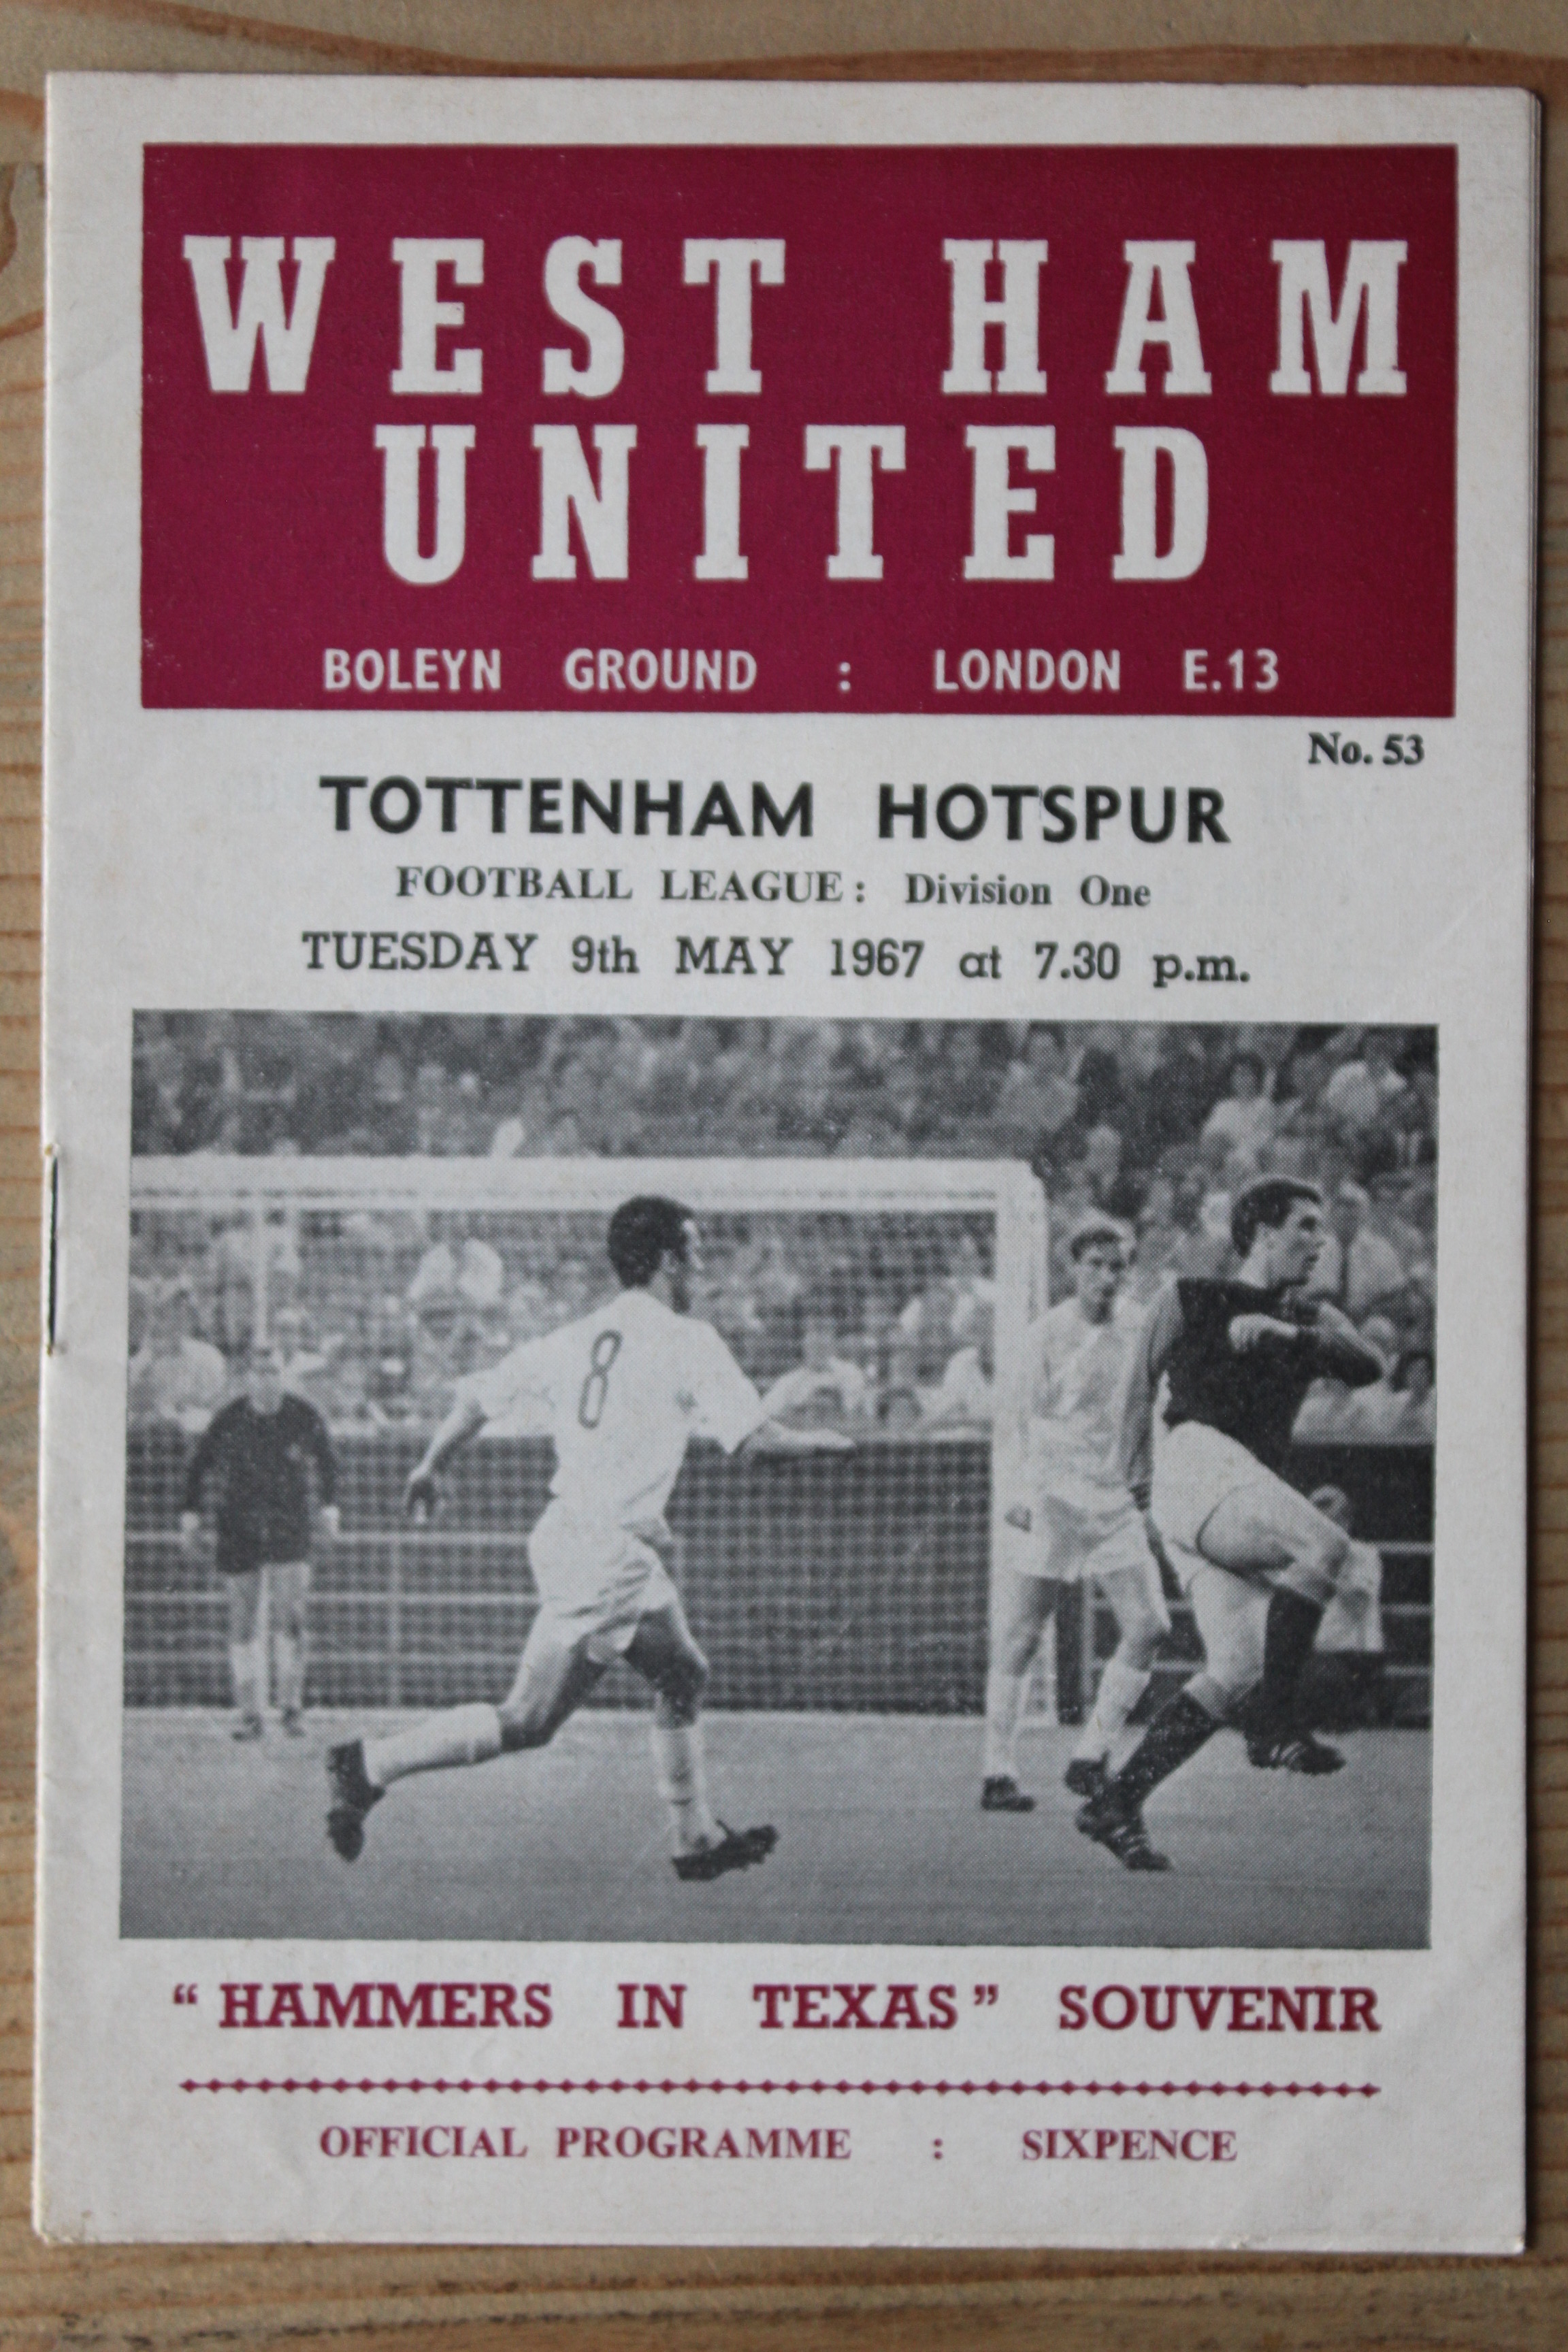 WEST HAM
UNITED
BOLEYN GROUND : LONDON E.13
No. 53
TOTTENHAM HOTSPUR
FOOTBALL LEAGUE: Division One
TUESDAY 9th MAY 1967 at 7.30 p.m.
8
“HAMMERS IN TEXAS” SOUVENIR
OFFICIAL PROGRAMME : SIXPENCE